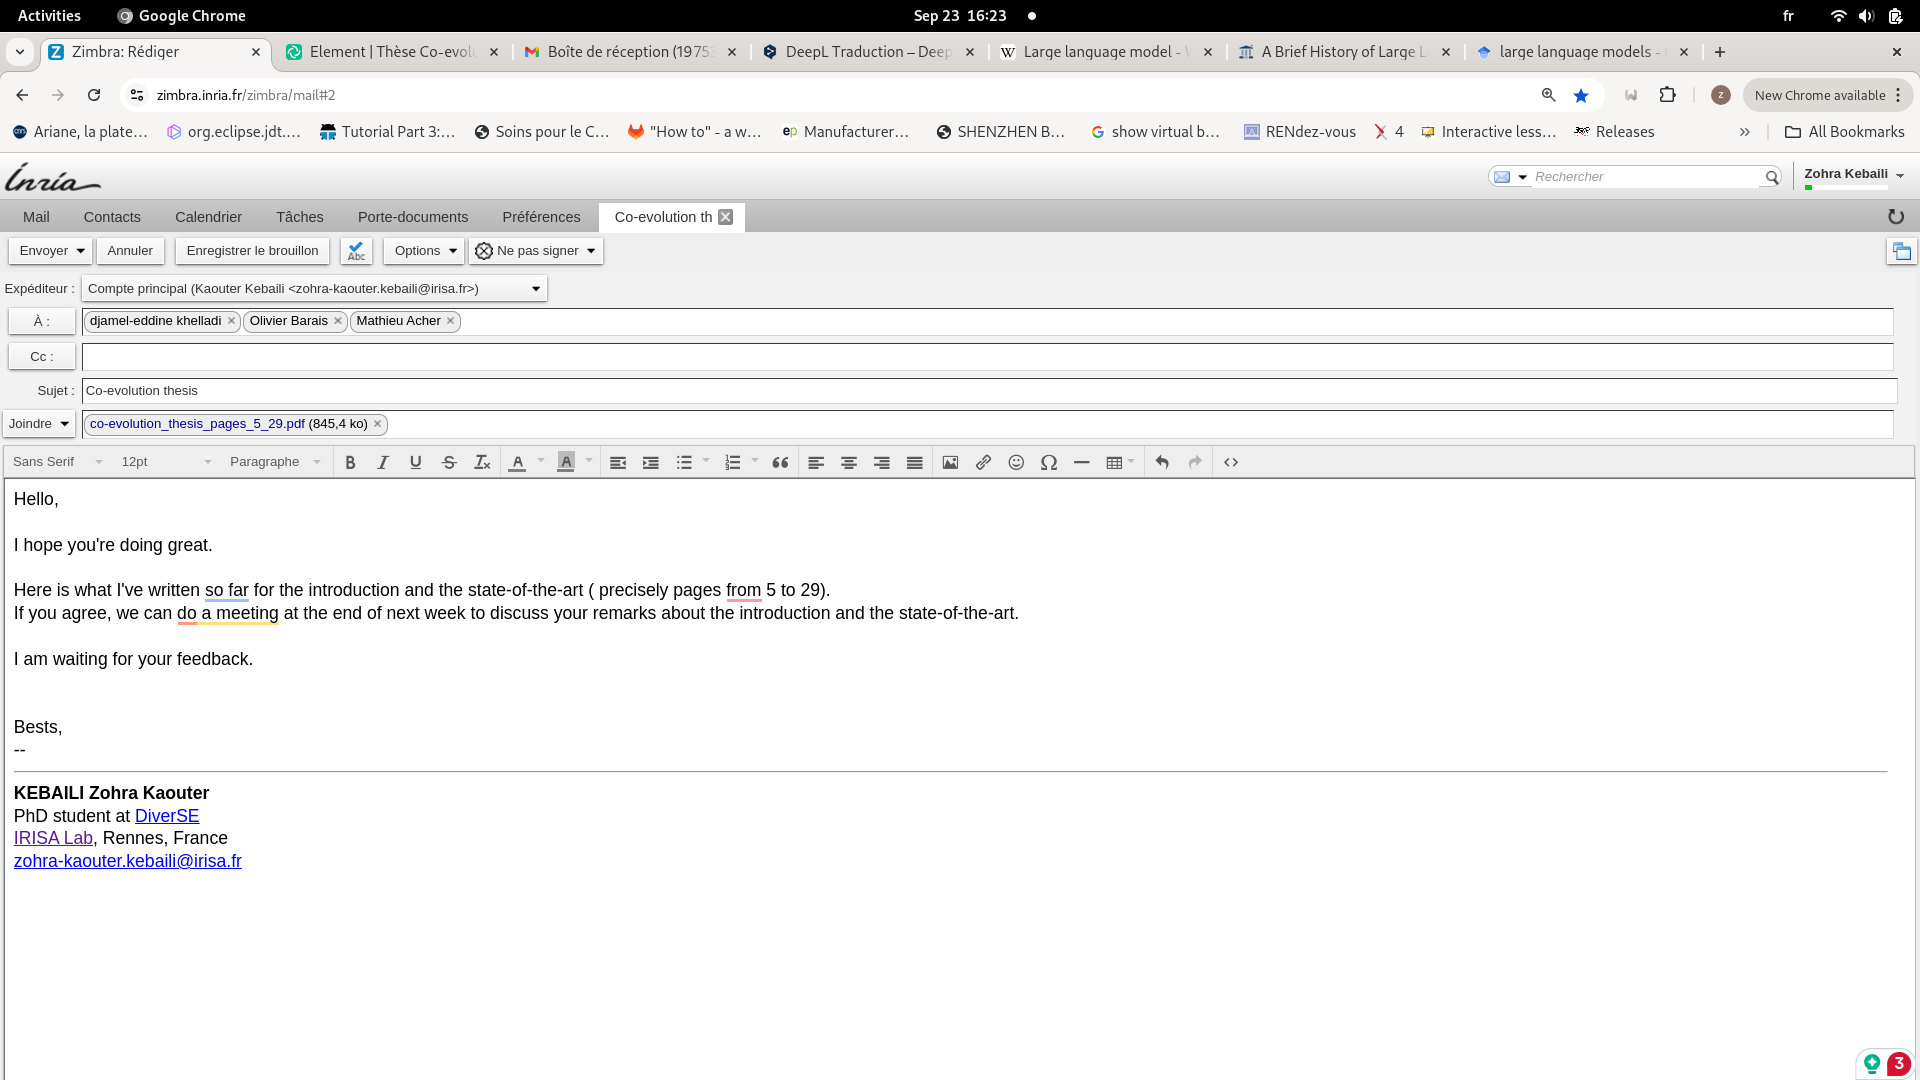 Activities
Google Chrome
Sep 23 16:23
fr
Zimbra: Rédiger
Element | Thèse Co-evol
Boîte de réception (1975
DeepL Traduction – Deep
Large language model -
A Brief History of Large L
large language models -
zimbra.inria.fr/zimbra/mail#2
z
New Chrome available
Ariane, la plate…
org.eclipse.jdt.…
Tutorial Part 3:…
Soins pour le C…
"How to" - a w…
Manufacturer…
SHENZHEN B…
show virtual b…
RENdez-vous
4
Interactive less…
Releases
All Bookmarks
Inria
Rechercher
Zohra Kebaili
Mail
Contacts
Calendrier
Tâches
Porte-documents
Préférences
Co-evolution th
Envoyer
Annuler
Enregistrer le brouillon
Abc
Options
Ne pas signer
Expéditeur :
Compte principal (Kaouter Kebaili <zohra-kaouter.kebaili@irisa.fr>)
À :
djamel-eddine khelladi
Olivier Barais
Mathieu Acher
Cc :
Sujet :
Co-evolution thesis
Joindre
co-evolution_thesis_pages_5_29.pdf (845,4 ko)
Sans Serif
12pt
Paragraphe
Hello,
I hope you're doing great.
Here is what I've written so far for the introduction and the state-of-the-art ( precisely pages from 5 to 29).
If you agree, we can do a meeting at the end of next week to discuss your remarks about the introduction and the state-of-the-art.
I am waiting for your feedback.
Bests,
--
KEBAILI Zohra Kaouter
PhD student at DiverSE
IRISA Lab, Rennes, France
zohra-kaouter.kebaili@irisa.fr
3